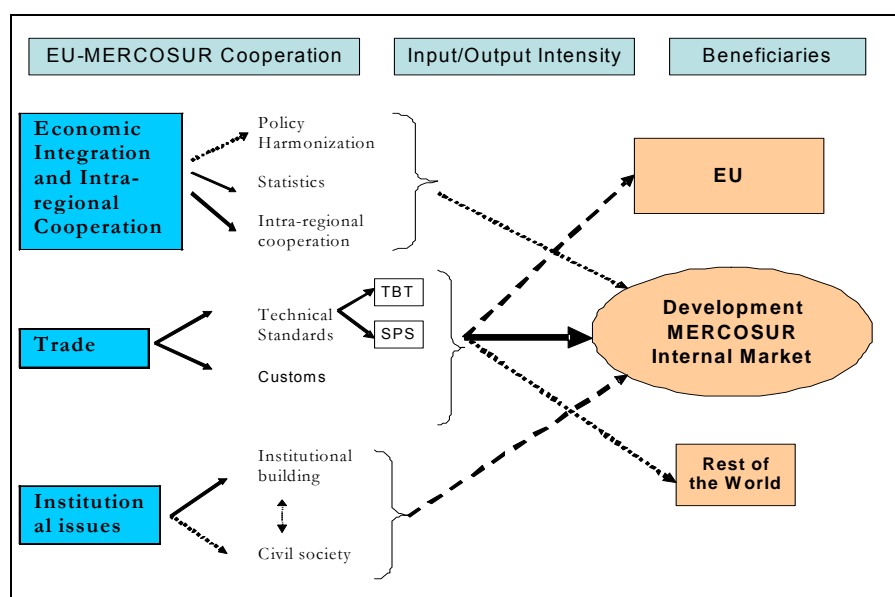 EU-MERCOSUR Cooperation
Input/Output Intensity
Beneficiaries
Economic
Integration
and Intra-
regional
Cooperation
Policy
Harmonization
Statistics
Intra-regional
cooperation
EU
Trade
Technical
Standards
TBT
SPS
Customs
Development
MERCOSUR
Internal Market
Institution
al issues
Institutional
building
Civil society
Rest of
the World